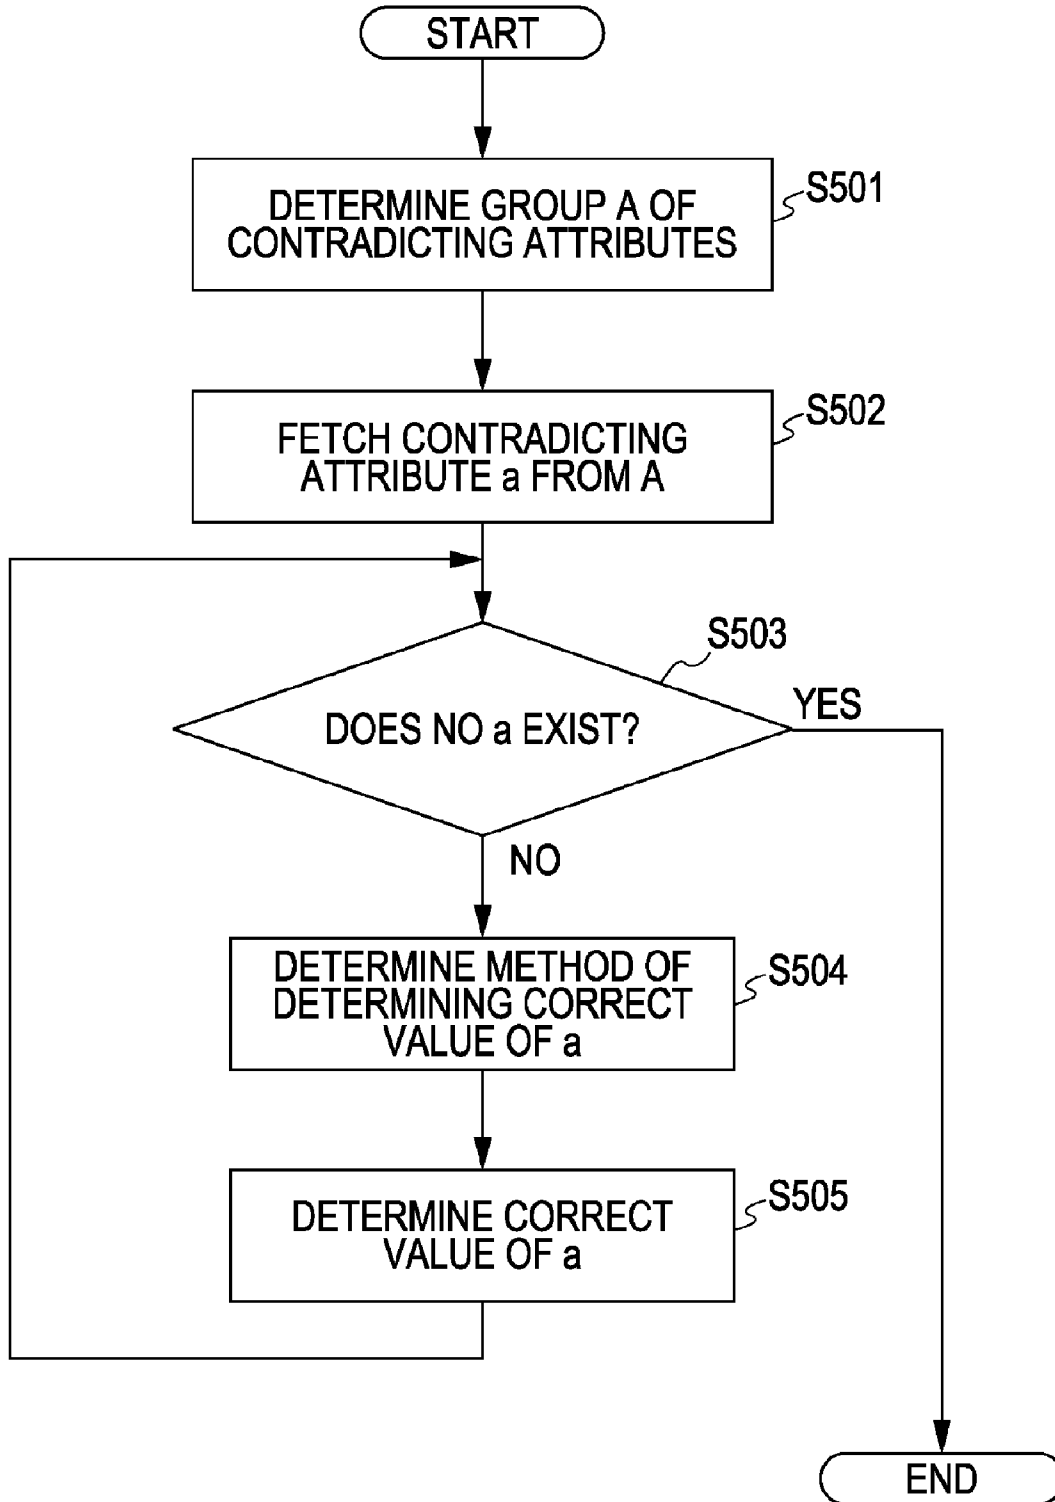 START
S501
DETERMINE GROUP A OF
CONTRADICTING ATTRIBUTES
S502
FETCH CONTRADICTING
ATTRIBUTE a FROM A
S503
YES
DOES NO a EXIST?
NO
DETERMINE METHOD OF
DETERMINING CORRECT
VALUE OF a
S504
DETERMINE CORRECT
VALUE OF a
S505
END